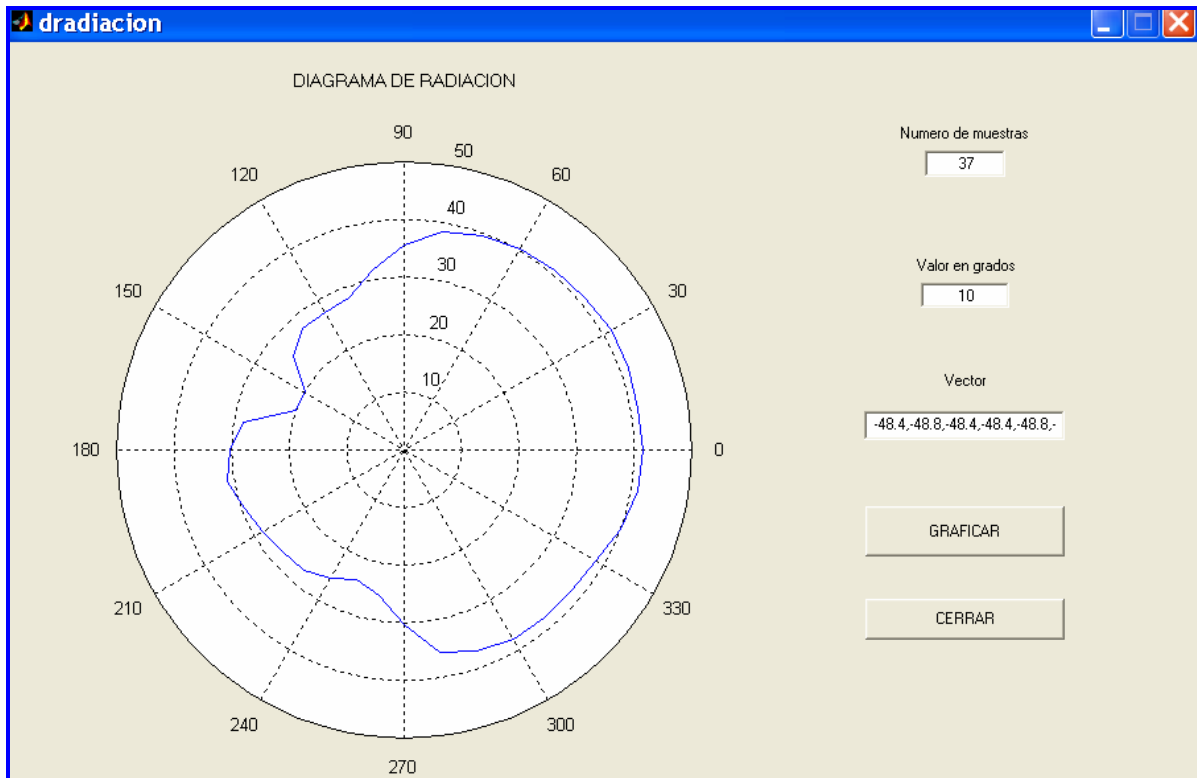 dradiacion
DIAGRAMA DE RADIACION
90
120
50
60
40
150
30
30
20
10
180
0
210
330
240
300
270
Numero de muestras
37
Valor en grados
10
Vector
-48.4,-48.8,-48.4,-48.4,-48.8,-
GRAFICAR
CERRAR